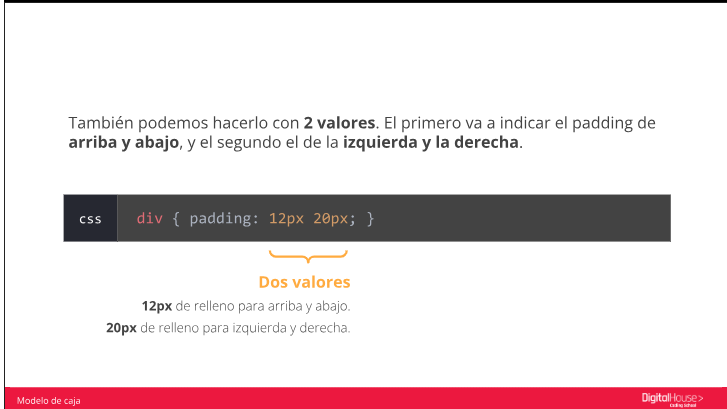 También podemos hacerlo con 2 valores. El primero va a indicar el padding de
arriba y abajo, y el segundo el de la izquierda y la derecha.
css
div { padding: 12px 20px; }
Dos valores
12px de relleno para arriba y abajo.
20px de relleno para izquierda y derecha.
Modelo de caja
DigitalHouse>
Coding School